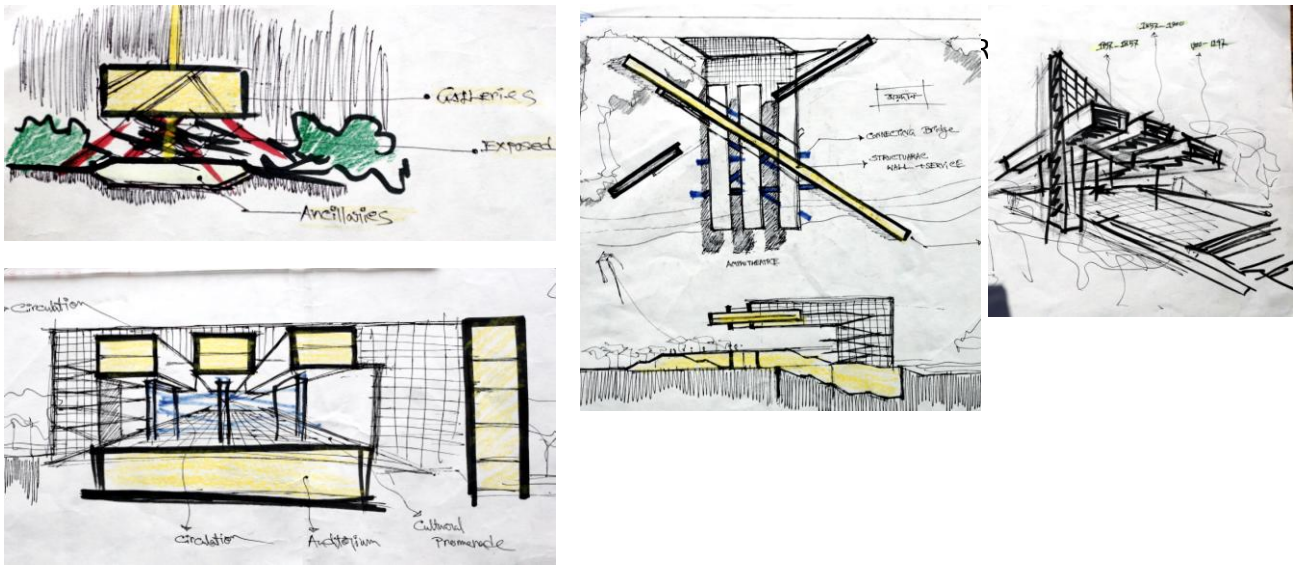 Galleries
Exposed
Ancillaries
Circulation
Circulation
Auditorium
Cultural
Promenade
CONNECTING Bridge
STRUCTURAL
WALL + SERVICE
AMPHITHEATRE
R